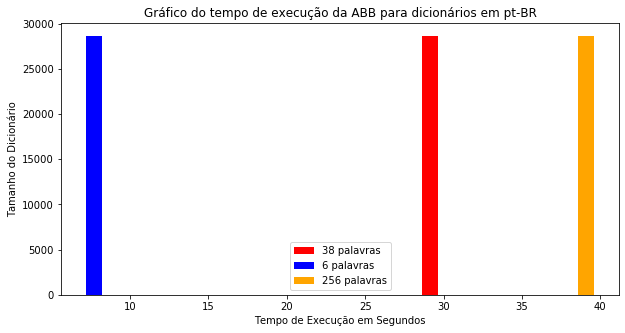 Gráfico do tempo de execução da ABB para dicionários em pt-BR
30000
25000
20000
15000
10000
5000
0
Tamanho do Dicionário
38 palavras
6 palavras
256 palavras
10 15 20 25 30 35 40
Tempo de Execução em Segundos